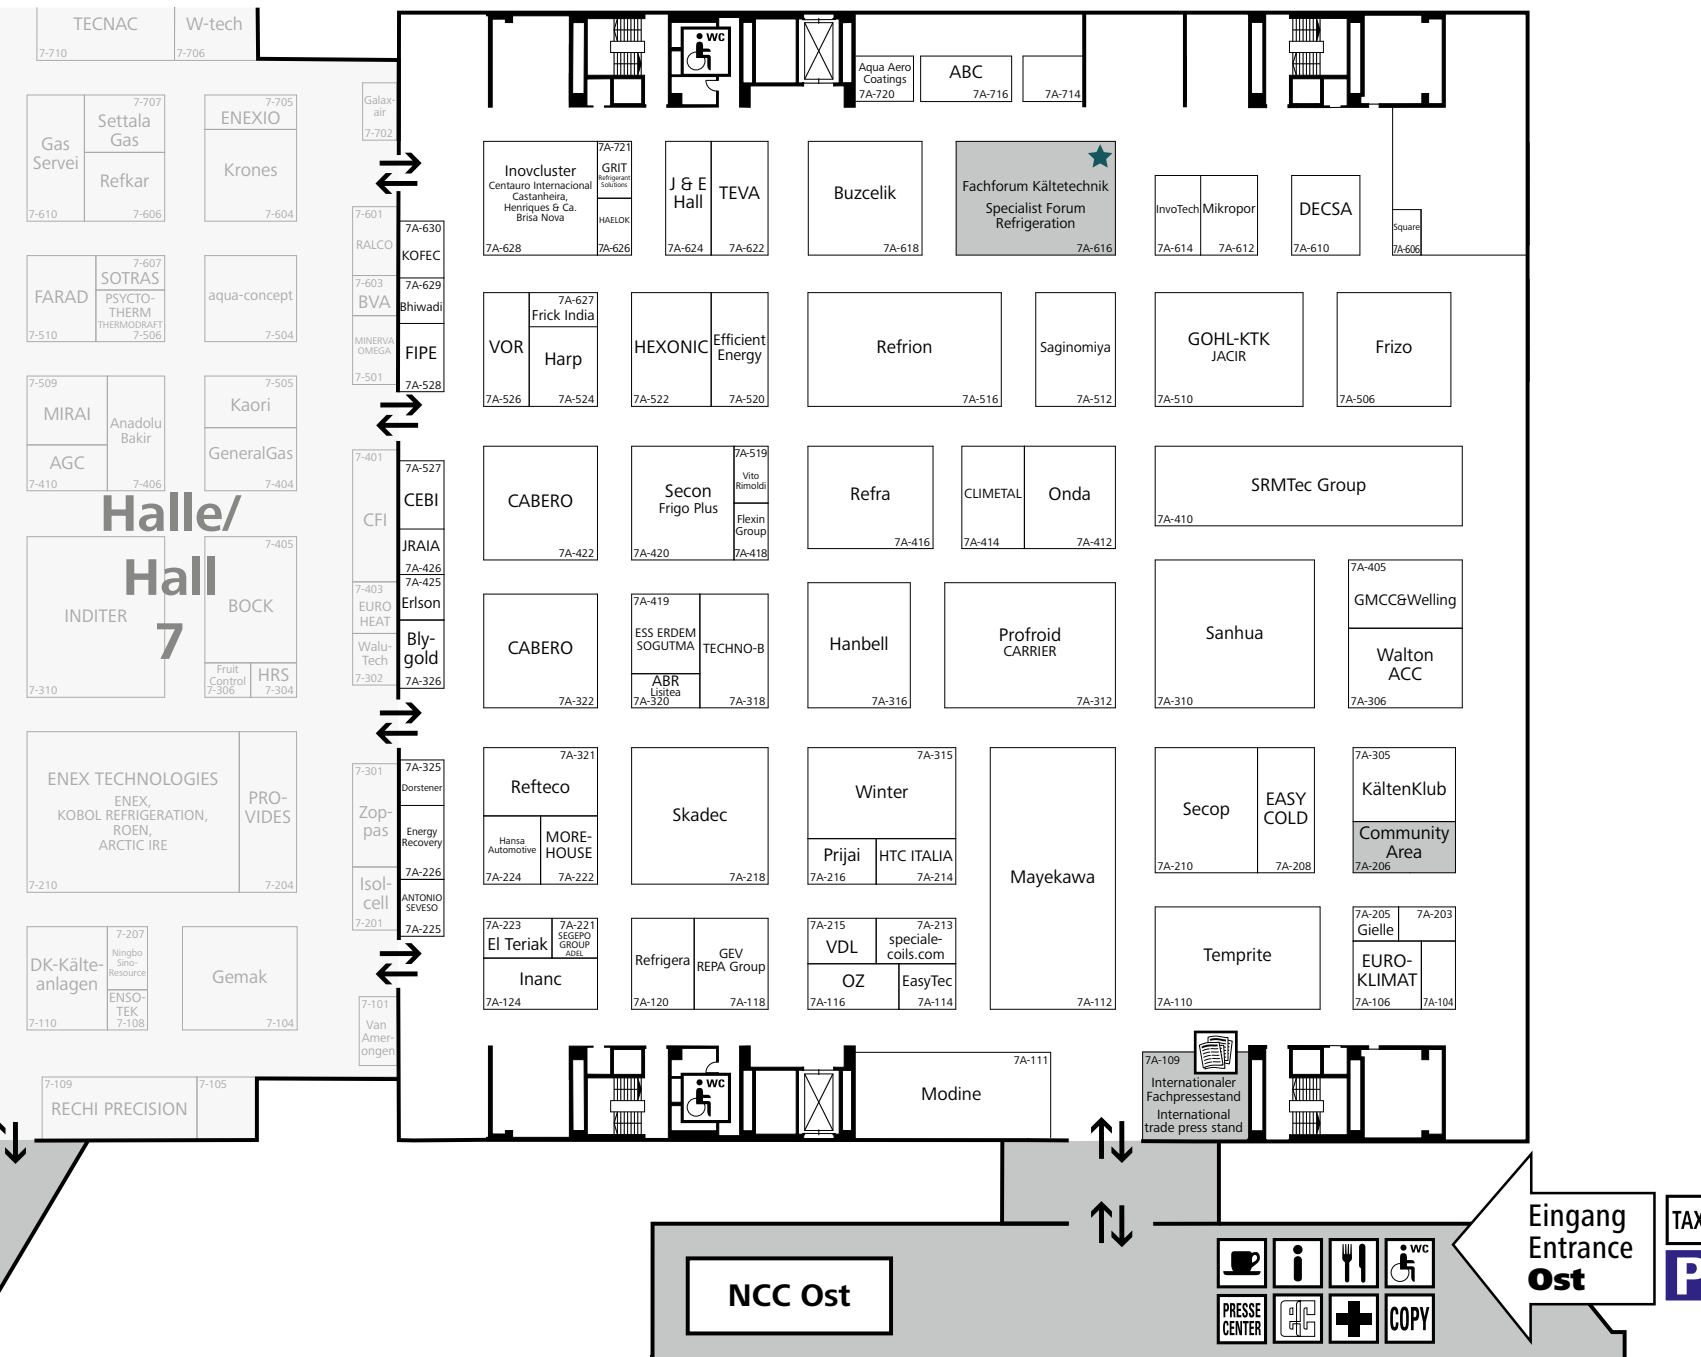 TECNAC
7-710
W-tech
7-706
Gas
Servei
7-610
7-707
Settala
Gas
Refkar
7-606
7-705
ENEXIO
Krones
7-604
Galax-
air
7-702
FARAD
7-510
7-607
SOTRAS
PSYCTO-
THERM
THERMODRAFT
7-506
aqua-concept
7-504
7-601
RALCO
7-603
BVA
MINERVA
OMEGA
7-501
7-509
MIRAI
AGC
7-410
Anadolu
Bakir
7-406
7-505
Kaori
GeneralGas
7-404
Halle/
Hall
7
INDITER
7-310
7-405
BOCK
Fruit
Control
7-306
HRS
7-304
7-401
CFI
7-403
EURO
HEAT
Walu-
Tech
7-302
ENEX TECHNOLOGIES
ENEX,
KOBOL REFRIGERATION,
ROEN,
ARCTIC IRE
7-210
PRO-
VIDES
7-204
7-301
Zop-
pas
Isol-
cell
7-201
DK-Kälte-
anlagen
7-110
7-207
Ningbo
Sino-
Resource
ENSO-
TEK
7-108
Gemak
7-104
7-101
Van
Amer-
ongen
7-109
RECHI PRECISION
7-105
WC
Aqua Aero
Coatings
7A-720
ABC
7A-716
7A-714
Inovcluster
Centauro Internacional
Castanheira,
Henriques & Ca.
Brisa Nova
7A-628
7A-721
GRIT
Refrigerant
Solutions
HAELOK
7A-626
J & E
Hall
7A-624
TEVA
7A-622
Buzcelik
7A-618
Fachforum Kältetechnik
Specialist Forum
Refrigeration
7A-616
InvoTech
7A-614
Mikropor
7A-612
DECSA
7A-610
Square
7A-606
7A-630
KOFEC
7A-629
Bhiwadi
FIPE
7A-528
VOR
7A-526
7A-627
Frick India
Harp
7A-524
HEXONIC
7A-522
Efficient
Energy
7A-520
Refrion
7A-516
Saginomiya
7A-512
GOHL-KTK
JACIR
7A-510
Frizo
7A-506
7A-527
CEBI
JRAIA
7A-426
7A-425
Erlson
Bly-
gold
7A-326
CABERO
7A-422
Secon
Frigo Plus
7A-420
7A-519
Vito
Rimoldi
Flexin
Group
7A-418
Refra
7A-416
CLIMETAL
7A-414
Onda
7A-412
SRMTec Group
7A-410
CABERO
7A-322
7A-419
ESS ERDEM
SOGUTMA
ABR
Lisitea
7A-320
TECHNO-B
7A-318
Hanbell
7A-316
Profroid
CARRIER
7A-312
Sanhua
7A-310
7A-405
GMCC&Welling
Walton
ACC
7A-306
7A-325
Dorstener
Energy
Recovery
7A-226
ANTONIO
SEVESO
7A-225
7A-321
Refteco
Hansa
Automotive
7A-224
MORE-
HOUSE
7A-222
Skadec
7A-218
7A-315
Winter
Prijai
7A-216
HTC ITALIA
7A-214
Mayekawa
7A-112
Secop
7A-210
EASY
COLD
7A-208
7A-305
KältenKlub
Community
Area
7A-206
7A-223
El Teriak
7A-221
SEGEPO
GROUP
ADEL
Inanc
7A-124
Refrigera
7A-120
GEV
REPA Group
7A-118
7A-215
VDL
7A-213
speciale-
coils.com
OZ
7A-116
EasyTec
7A-114
Temprite
7A-110
7A-205
Gielle
7A-203
EURO-
KLIMAT
7A-106
7A-104
WC
7A-111
Modine
7A-109
Internationaler
Fachpressestand
International
trade press stand
NCC Ost
i
WC
PRESSE
CENTER
COPY
Eingang
Entrance
Ost
TAX
P